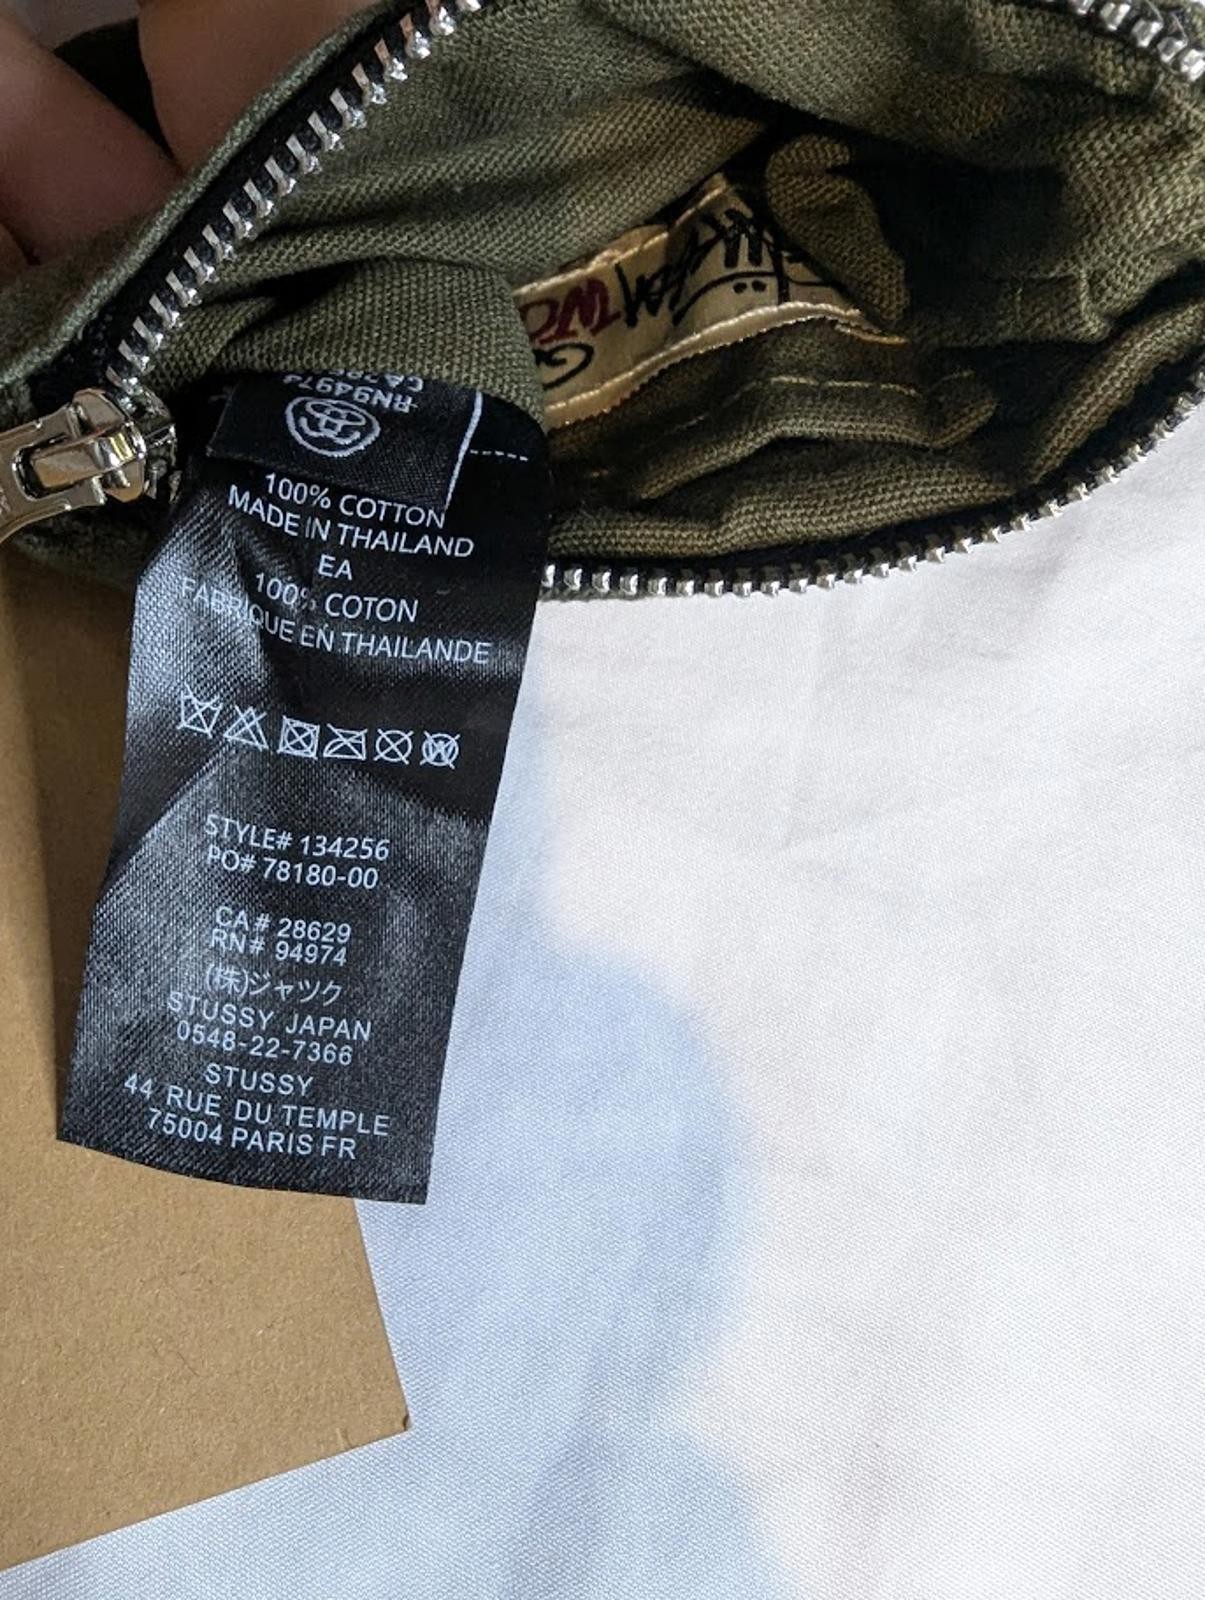 RN94974
100% COTTON
MADE IN THAILAND
EA
100% COTON
FABRIQUE EN THAILANDE
STYLE# 134256
PO# 78180-00
CA# 28629
RN# 94974
(株)ジャツク
STUSSY JAPAN
0548-22-7366
STUSSY
44 RUE DU TEMPLE
75004 PARIS FR